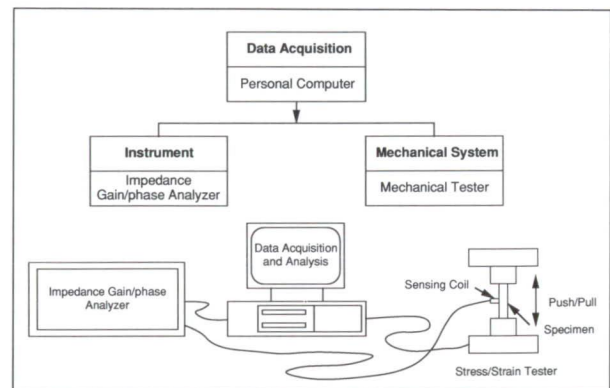 Data Acquisition
Personal Computer
Instrument
Impedance
Gain/phase Analyzer
Mechanical System
Mechanical Tester
Data Acquisition
and Analysis
Impedance Gain/phase
Analyzer
Sensing Coil
Push/Pull
Specimen
Stress/Strain Tester